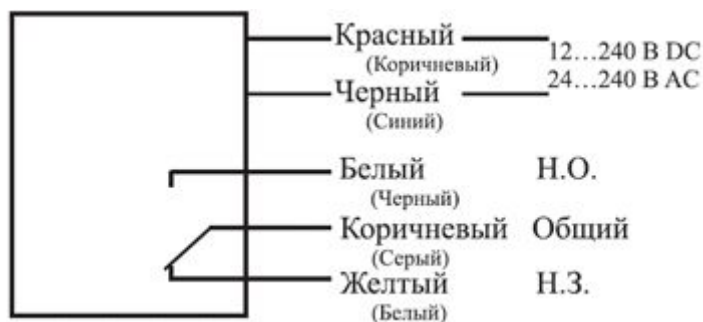 Красный
(Коричневый)
12...240 В DC
24...240 В AC
Черный
(Синий)
Белый Н.О.
(Черный)
Коричневый Общий
(Серый)
Желтый Н.З.
(Белый)